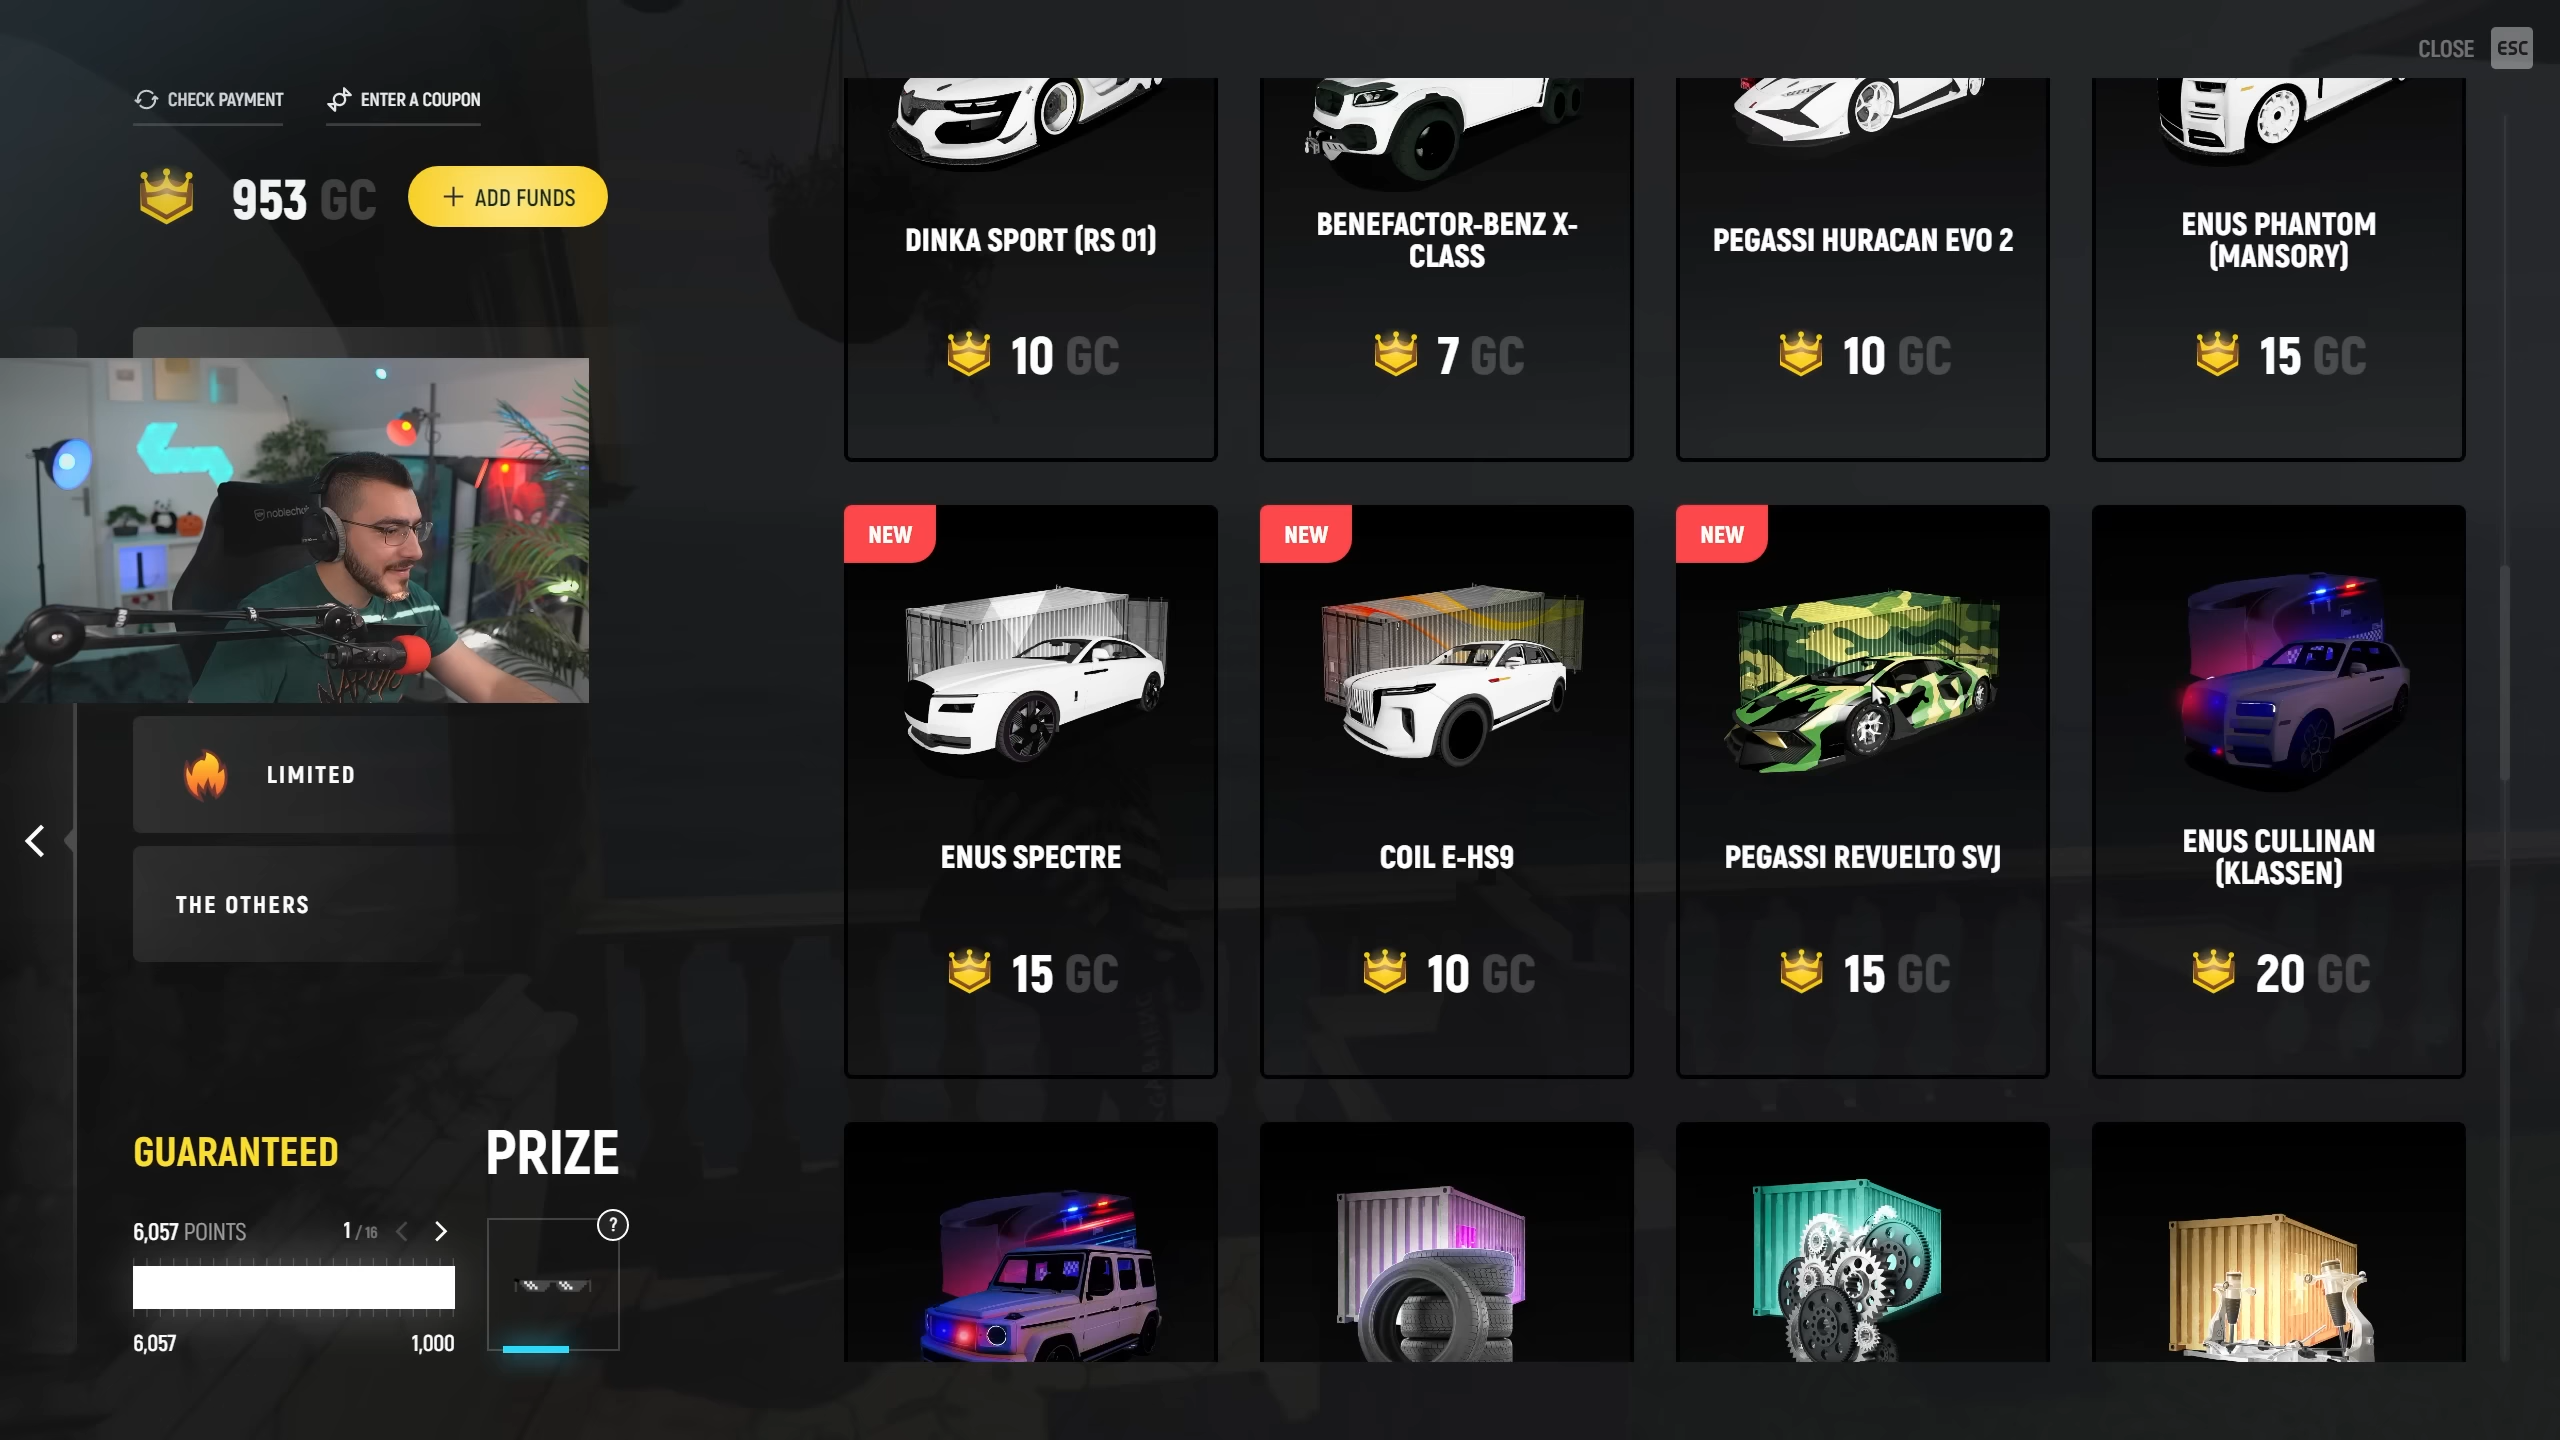 CLOSE ESC
CHECK PAYMENT ENTER A COUPON
953 GC + ADD FUNDS
DINKA SPORT (RS 01)
10 GC
BENEFACTOR-BENZ X-
CLASS
7 GC
PEGASSI HURACAN EVO 2
10 GC
ENUS PHANTOM
(MANSORY)
15 GC
LIMITED
THE OTHERS
NEW
ENUS SPECTRE
15 GC
NEW
COIL E-HS9
10 GC
NEW
PEGASSI REVUELTO SVJ
15 GC
ENUS CULLINAN
(KLASSEN)
20 GC
GUARANTEED PRIZE
6,057 POINTS 1 / 16
?
6,057 1,000
NARUTO